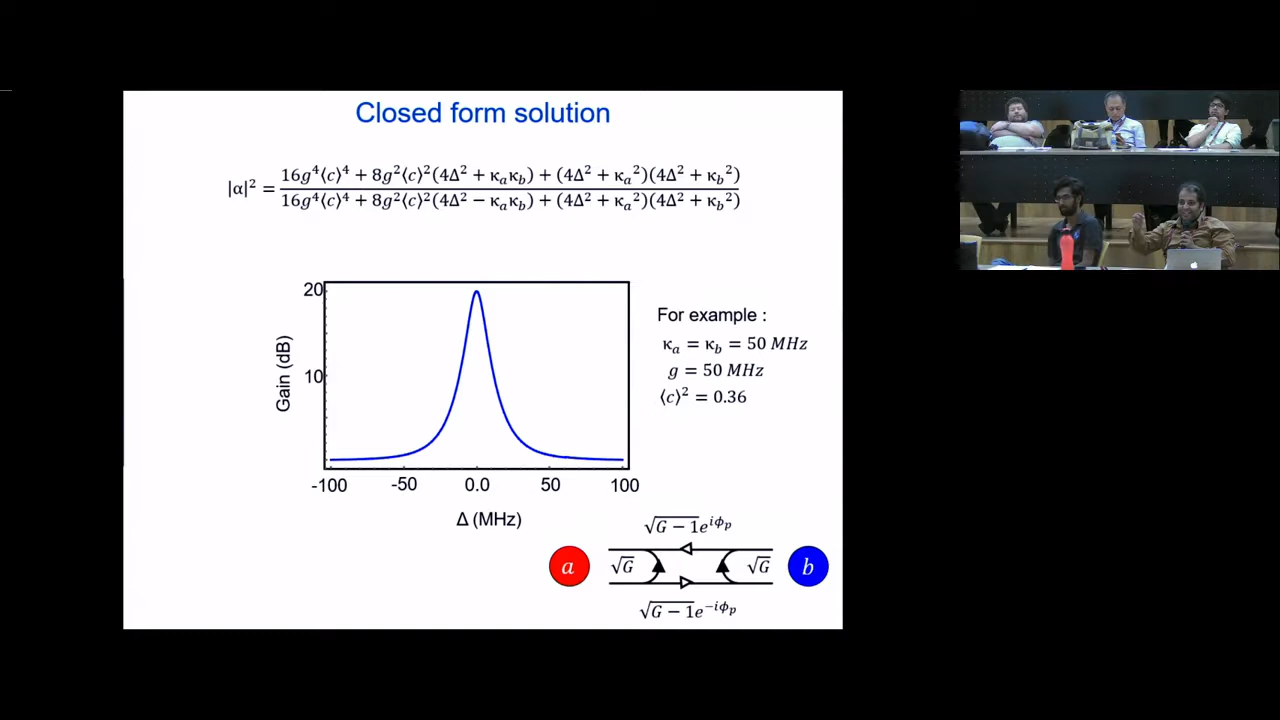 Closed form solution
|α|² = (16g⁴⟨c⟩⁴ + 8g²⟨c⟩²(4Δ² + κₐκ_b) + (4Δ² + κₐ²)(4Δ² + κ_b²)) / (16g⁴⟨c⟩⁴ + 8g²⟨c⟩²(4Δ² − κₐκ_b) + (4Δ² + κₐ²)(4Δ² + κ_b²))
20
10
Gain (dB)
-100 -50 0.0 50 100
Δ (MHz)
For example :
κₐ = κ_b = 50 MHz
g = 50 MHz
⟨c⟩² = 0.36
√G − 1e^{iϕ_p}
a √G √G b
√G − 1e^{−iϕ_p}